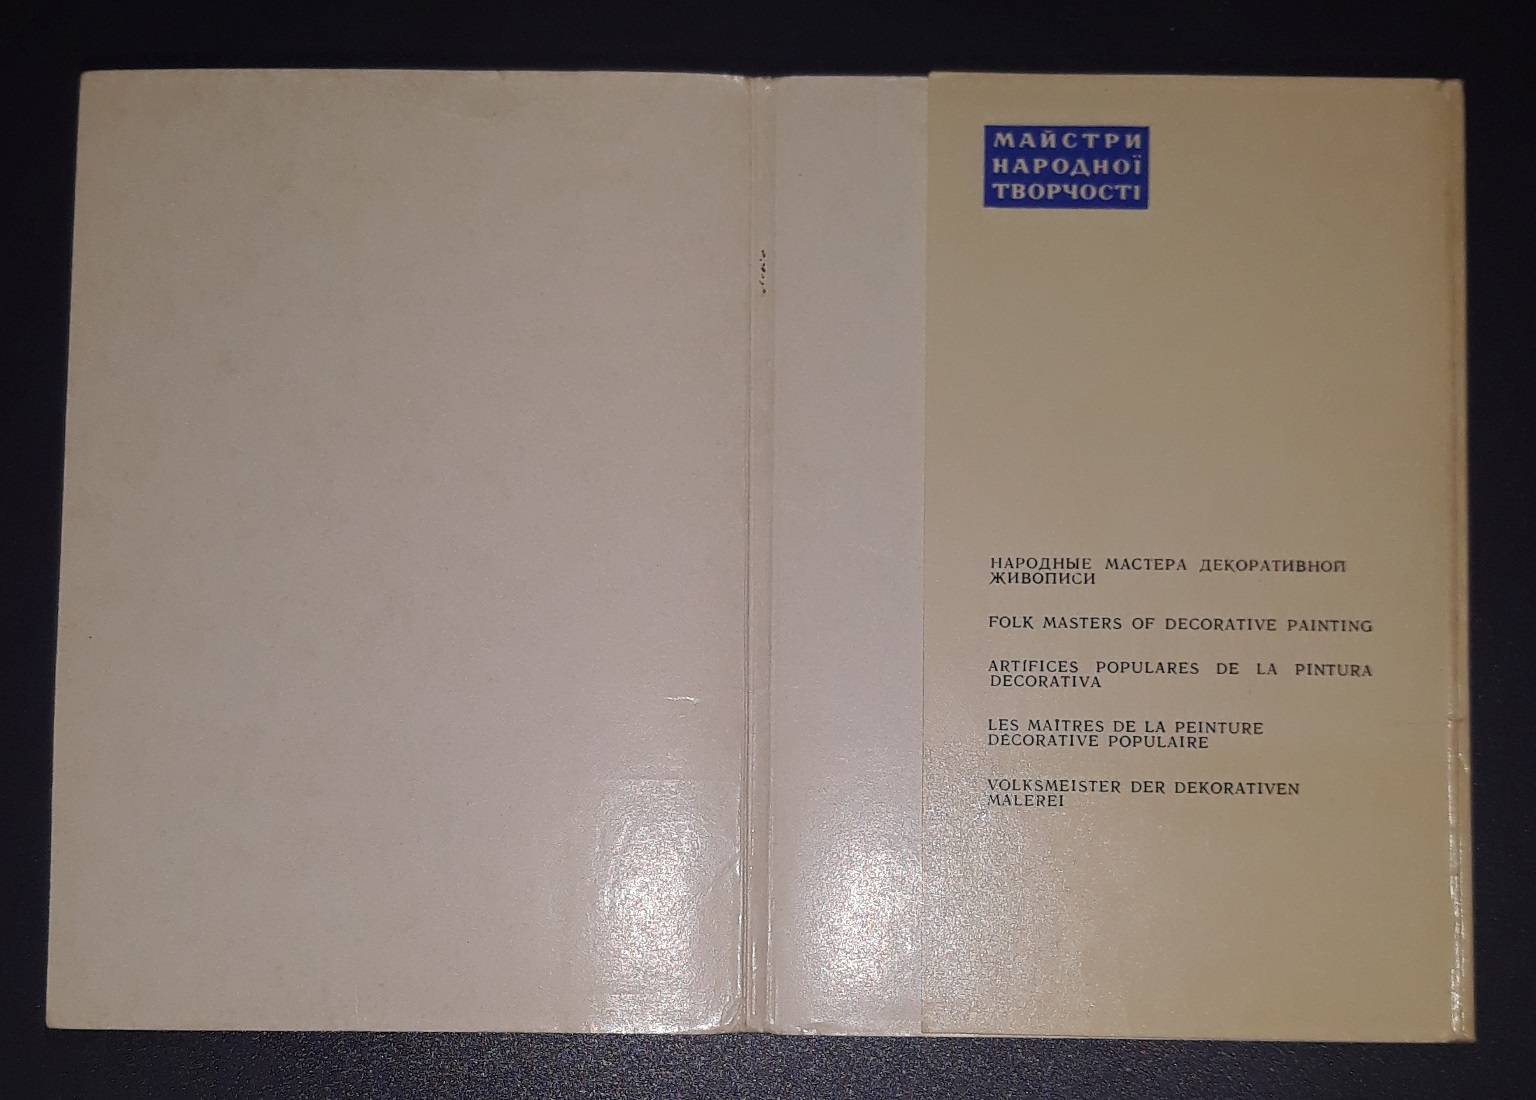 МАЙСТРИ
НАРОДНОЇ
ТВОРЧОСТІ
НАРОДНЫЕ МАСТЕРА ДЕКОРАТИВНОЙ
ЖИВОПИСИ
FOLK MASTERS OF DECORATIVE PAINTING
ARTÍFICES POPULARES DE LA PINTURA
DECORATIVA
LES MAÎTRES DE LA PEINTURE
DÉCORATIVE POPULAIRE
VOLKSMEISTER DER DEKORATIVEN
MALEREI